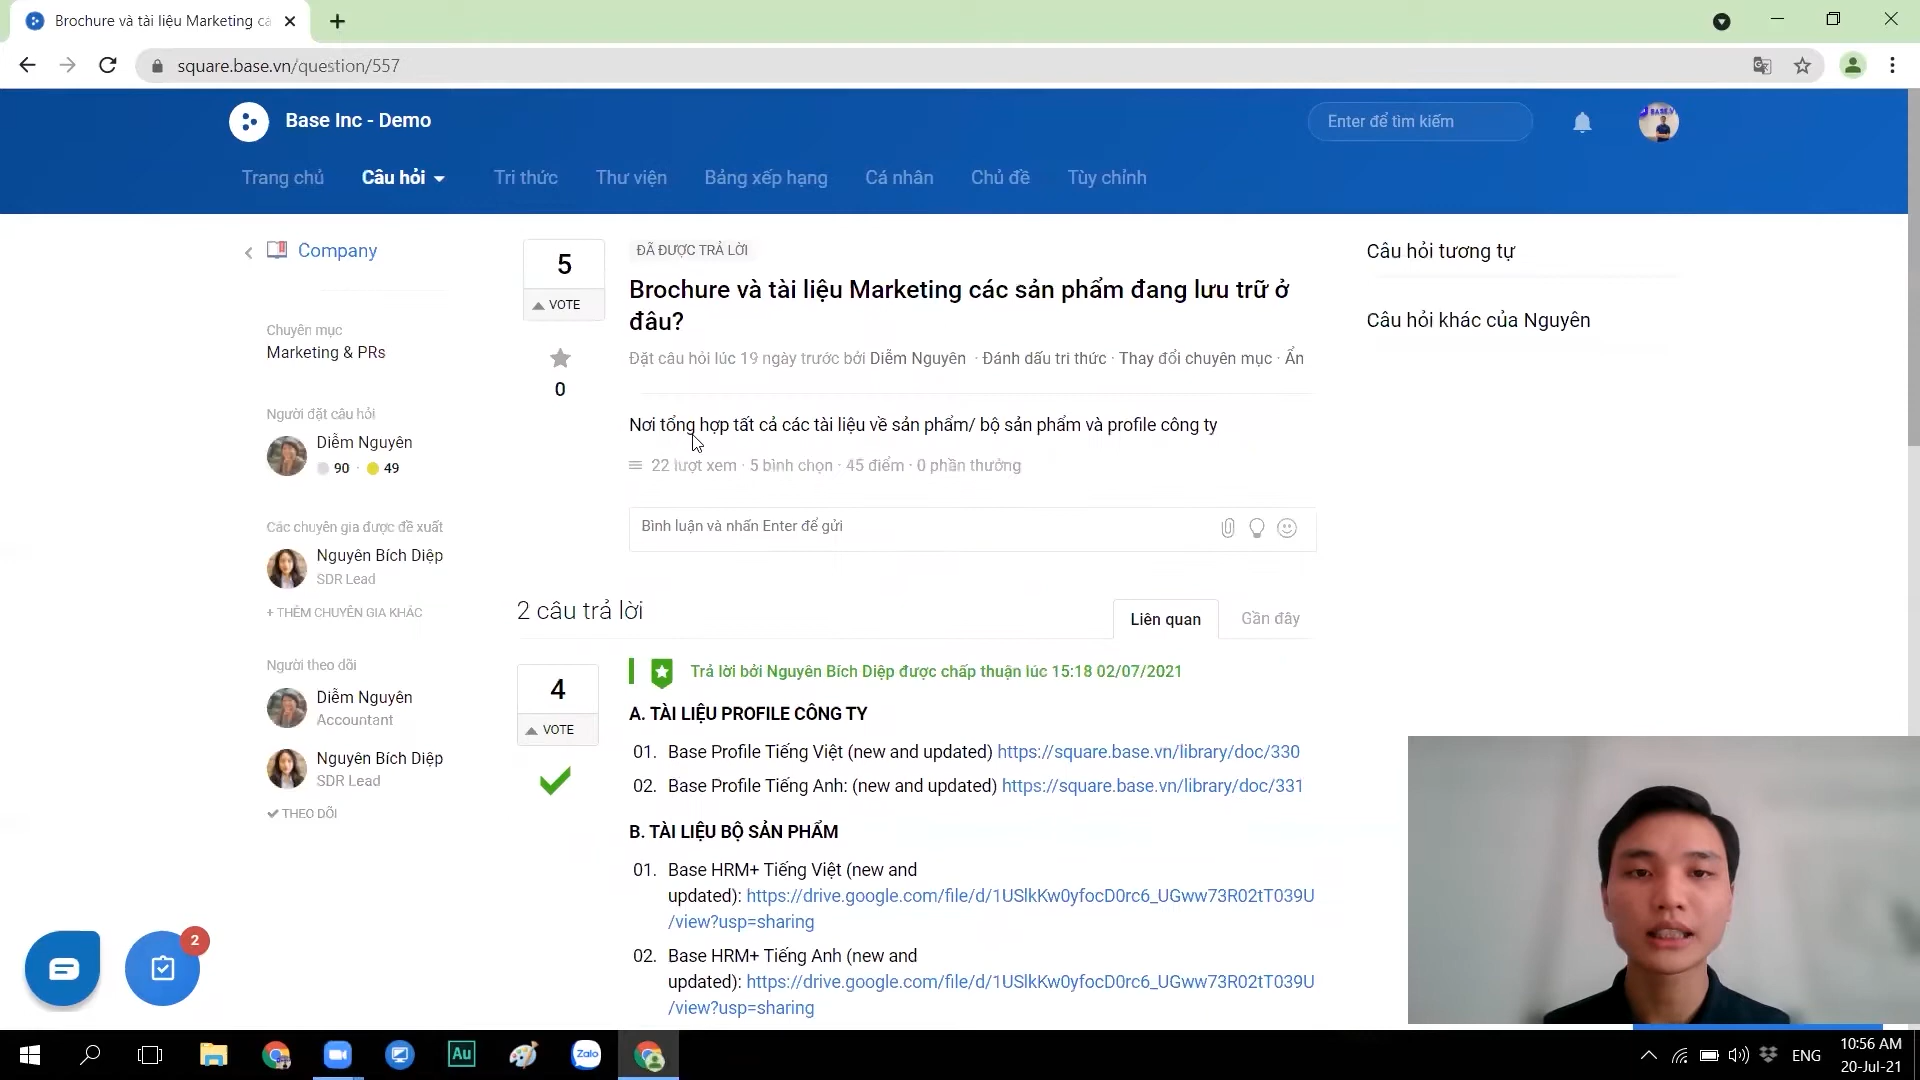 Brochure và tài liệu Marketing cá
square.base.vn/question/557
Base Inc - Demo
Enter để tìm kiếm
Trang chủ
Câu hỏi
Tri thức
Thư viện
Bảng xếp hạng
Cá nhân
Chủ đề
Tùy chỉnh
Company
Chuyên mục
Marketing & PRs
Người đặt câu hỏi
Diễm Nguyên
90 · 49
Các chuyên gia được đề xuất
Nguyên Bích Diệp
SDR Lead
+ THÊM CHUYÊN GIA KHÁC
Người theo dõi
Diễm Nguyên
Accountant
Nguyên Bích Diệp
SDR Lead
THEO DÕI
5
VOTE
0
ĐÃ ĐƯỢC TRẢ LỜI
Brochure và tài liệu Marketing các sản phẩm đang lưu trữ ở
đâu?
Đặt câu hỏi lúc 19 ngày trước bởi Diễm Nguyên · Đánh dấu tri thức · Thay đổi chuyên mục · Ẩn
Nơi tổng hợp tất cả các tài liệu về sản phẩm/ bộ sản phẩm và profile công ty
22 lượt xem · 5 bình chọn · 45 điểm · 0 phần thưởng
Bình luận và nhấn Enter để gửi
2 câu trả lời
Liên quan
Gần đây
4
VOTE
Trả lời bởi Nguyên Bích Diệp được chấp thuận lúc 15:18 02/07/2021
A. TÀI LIỆU PROFILE CÔNG TY
01. Base Profile Tiếng Việt (new and updated) https://square.base.vn/library/doc/330
02. Base Profile Tiếng Anh: (new and updated) https://square.base.vn/library/doc/331
B. TÀI LIỆU BỘ SẢN PHẨM
01. Base HRM+ Tiếng Việt (new and
updated): https://drive.google.com/file/d/1USlkKw0yfocD0rc6_UGww73R02tT039U
/view?usp=sharing
02. Base HRM+ Tiếng Anh (new and
updated): https://drive.google.com/file/d/1USlkKw0yfocD0rc6_UGww73R02tT039U
/view?usp=sharing
Câu hỏi tương tự
Câu hỏi khác của Nguyên
2
Au
Zalo
ENG
10:56 AM
20-Jul-21